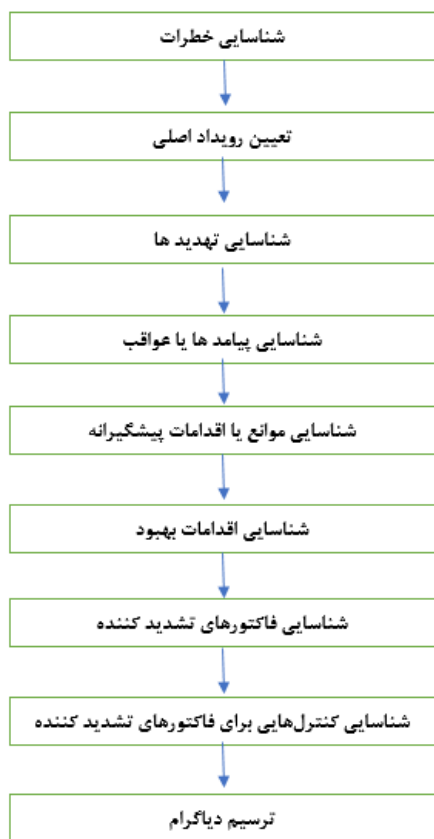 شناسایی خطرات
تعیین رویداد اصلی
شناسایی تهدید ها
شناسایی پیامد ها یا عواقب
شناسایی موانع یا اقدامات پیشگیرانه
شناسایی اقدامات بهبود
شناسایی فاکتورهای تشدید کننده
شناسایی کنترل‌هایی برای فاکتورهای تشدید کننده
ترسیم دیاگرام